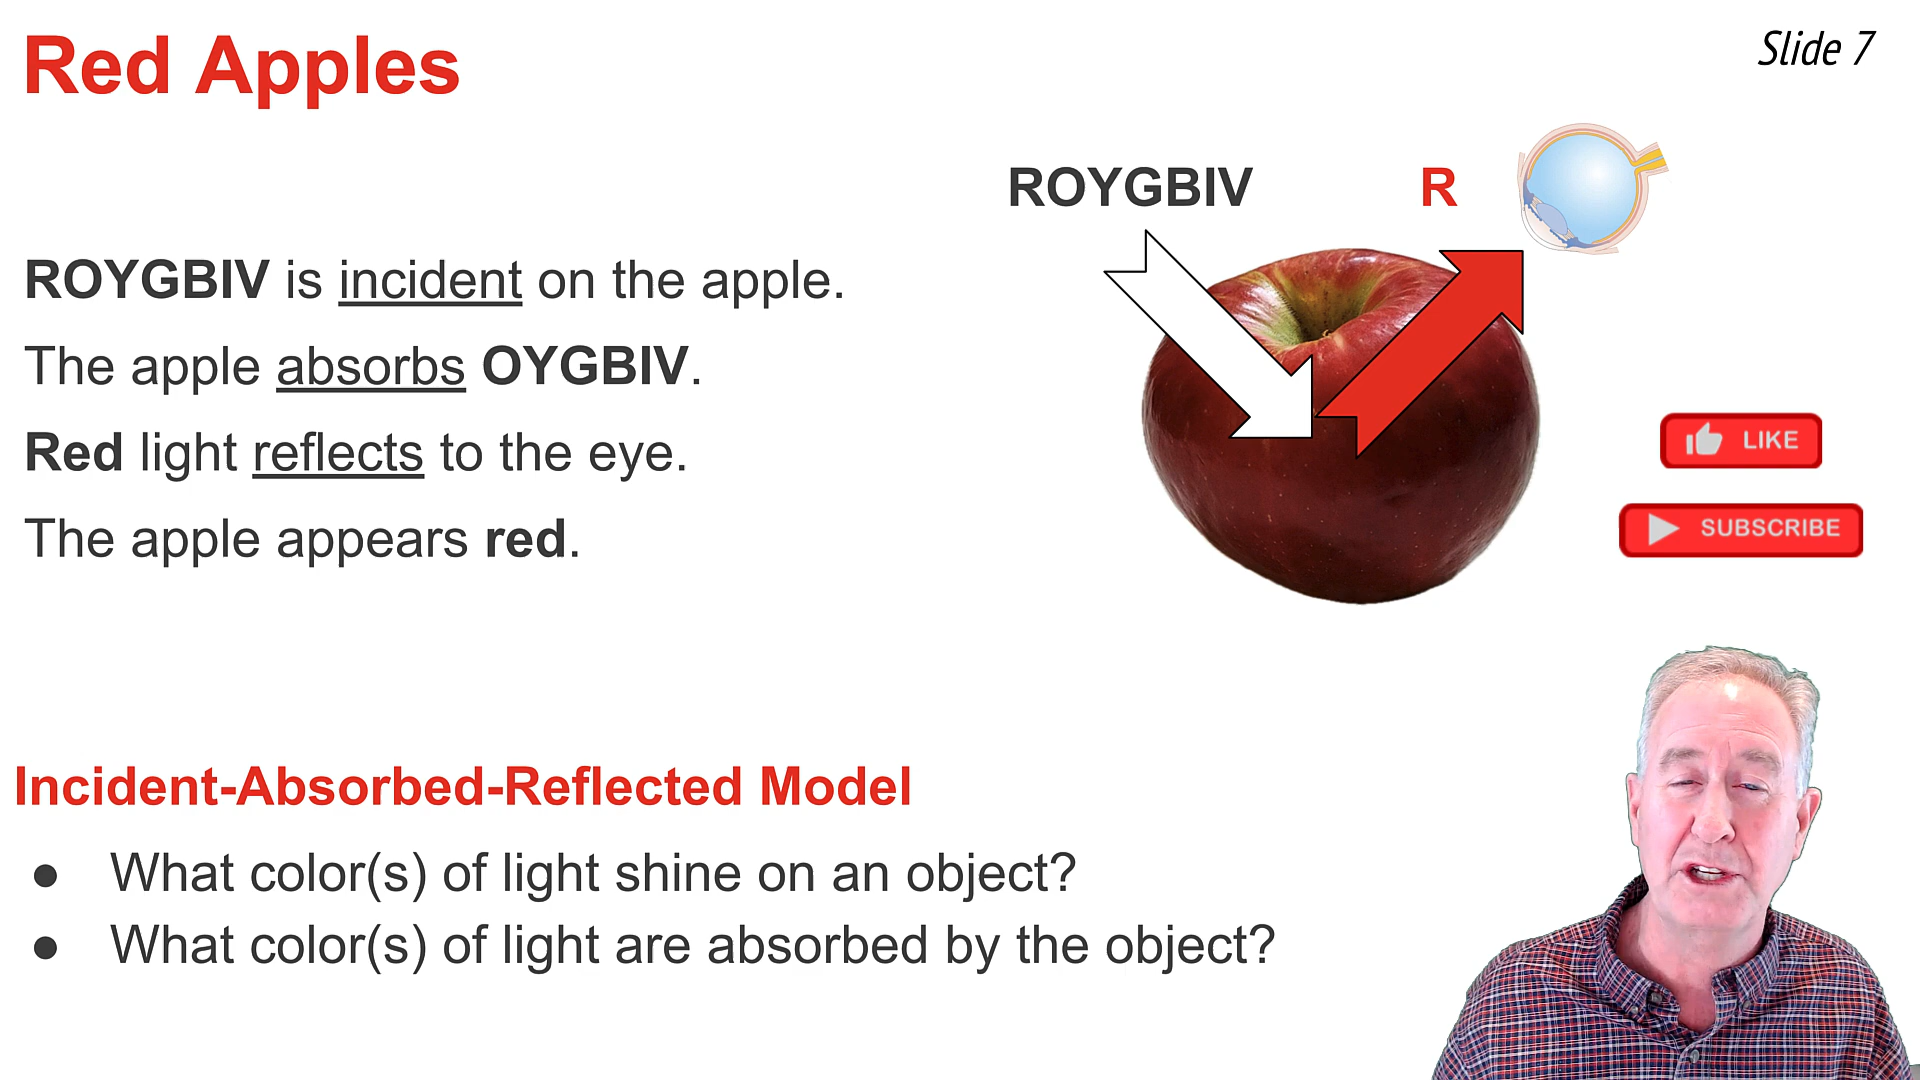 Red Apples
Slide 7
ROYGBIV
R
ROYGBIV is incident on the apple.
The apple absorbs OYGBIV.
Red light reflects to the eye.
The apple appears red.
LIKE
SUBSCRIBE
Incident-Absorbed-Reflected Model
● What color(s) of light shine on an object?
● What color(s) of light are absorbed by the object?